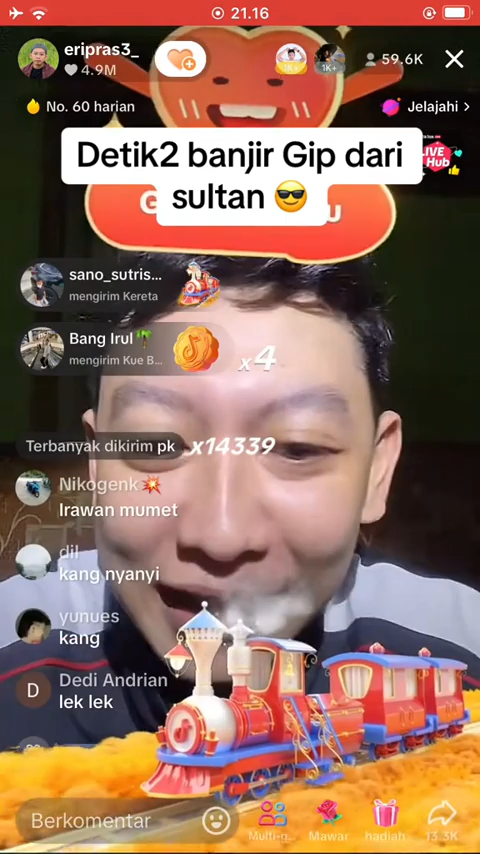 21.16
eripras3_
4.9M
1K+
1K+
59.6K
No. 60 harian
Jelajahi >
LIVE
Hub
Detik2 banjir Gip dari
sultan 😎
sano_sutris...
mengirim Kereta
Bang Irul🌴
mengirim Kue B...
x4
Terbanyak dikirim pk x14339
Nikogenk💥
Irawan mumet
dil
kang nyanyi
yunues
kang
D
Dedi Andrian
lek lek
Berkomentar
Multi-g...
Mawar
hadiah
13.3K